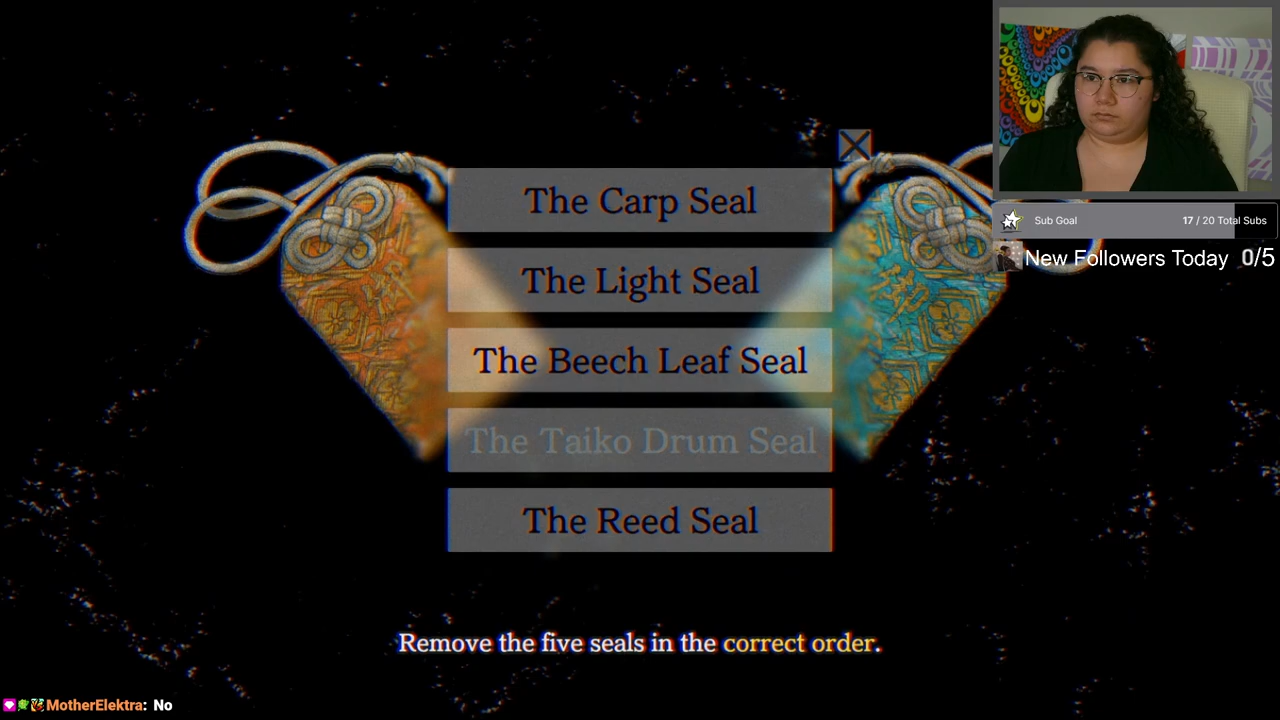 The Carp Seal
The Light Seal
The Beech Leaf Seal
The Taiko Drum Seal
The Reed Seal
Remove the five seals in the correct order.
Sub Goal 17 / 20 Total Subs
New Followers Today 0/5
MotherElektra: No